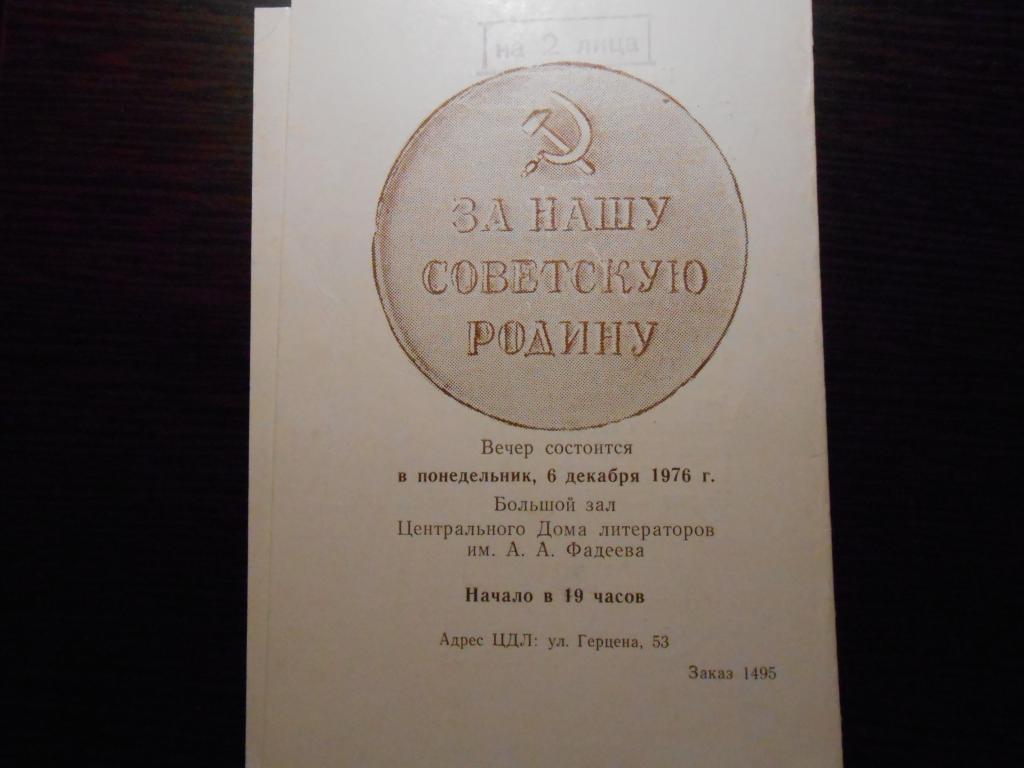 на 2 лица
ЗА НАШУ
СОВЕТСКУЮ
РОДИНУ
Вечер состоится
в понедельник, 6 декабря 1976 г.
Большой зал
Центрального Дома литераторов
им. А. А. Фадеева
Начало в 19 часов
Адрес ЦДЛ: ул. Герцена, 53
Заказ 1495